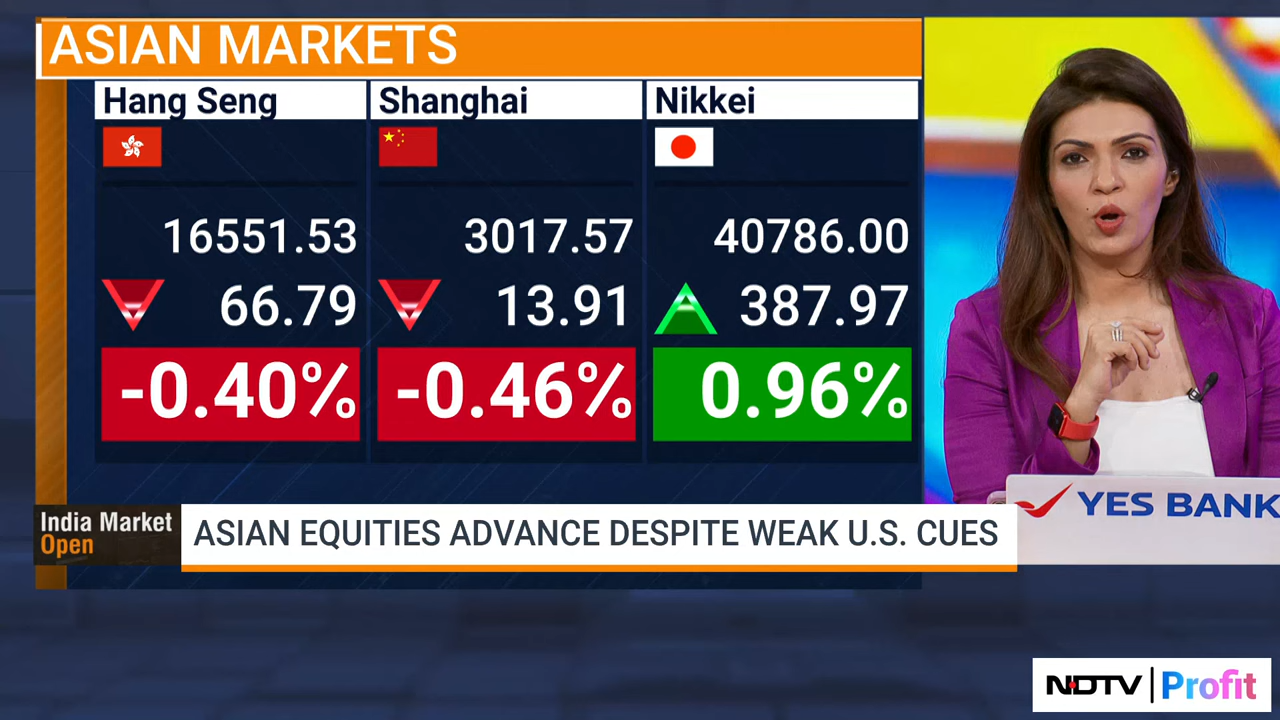 ASIAN MARKETS
Hang Seng
Shanghai
Nikkei
16551.53
3017.57
40786.00
66.79
13.91
387.97
-0.40%
-0.46%
0.96%
India Market
Open
ASIAN EQUITIES ADVANCE DESPITE WEAK U.S. CUES
YES BANK
NDTV Profit